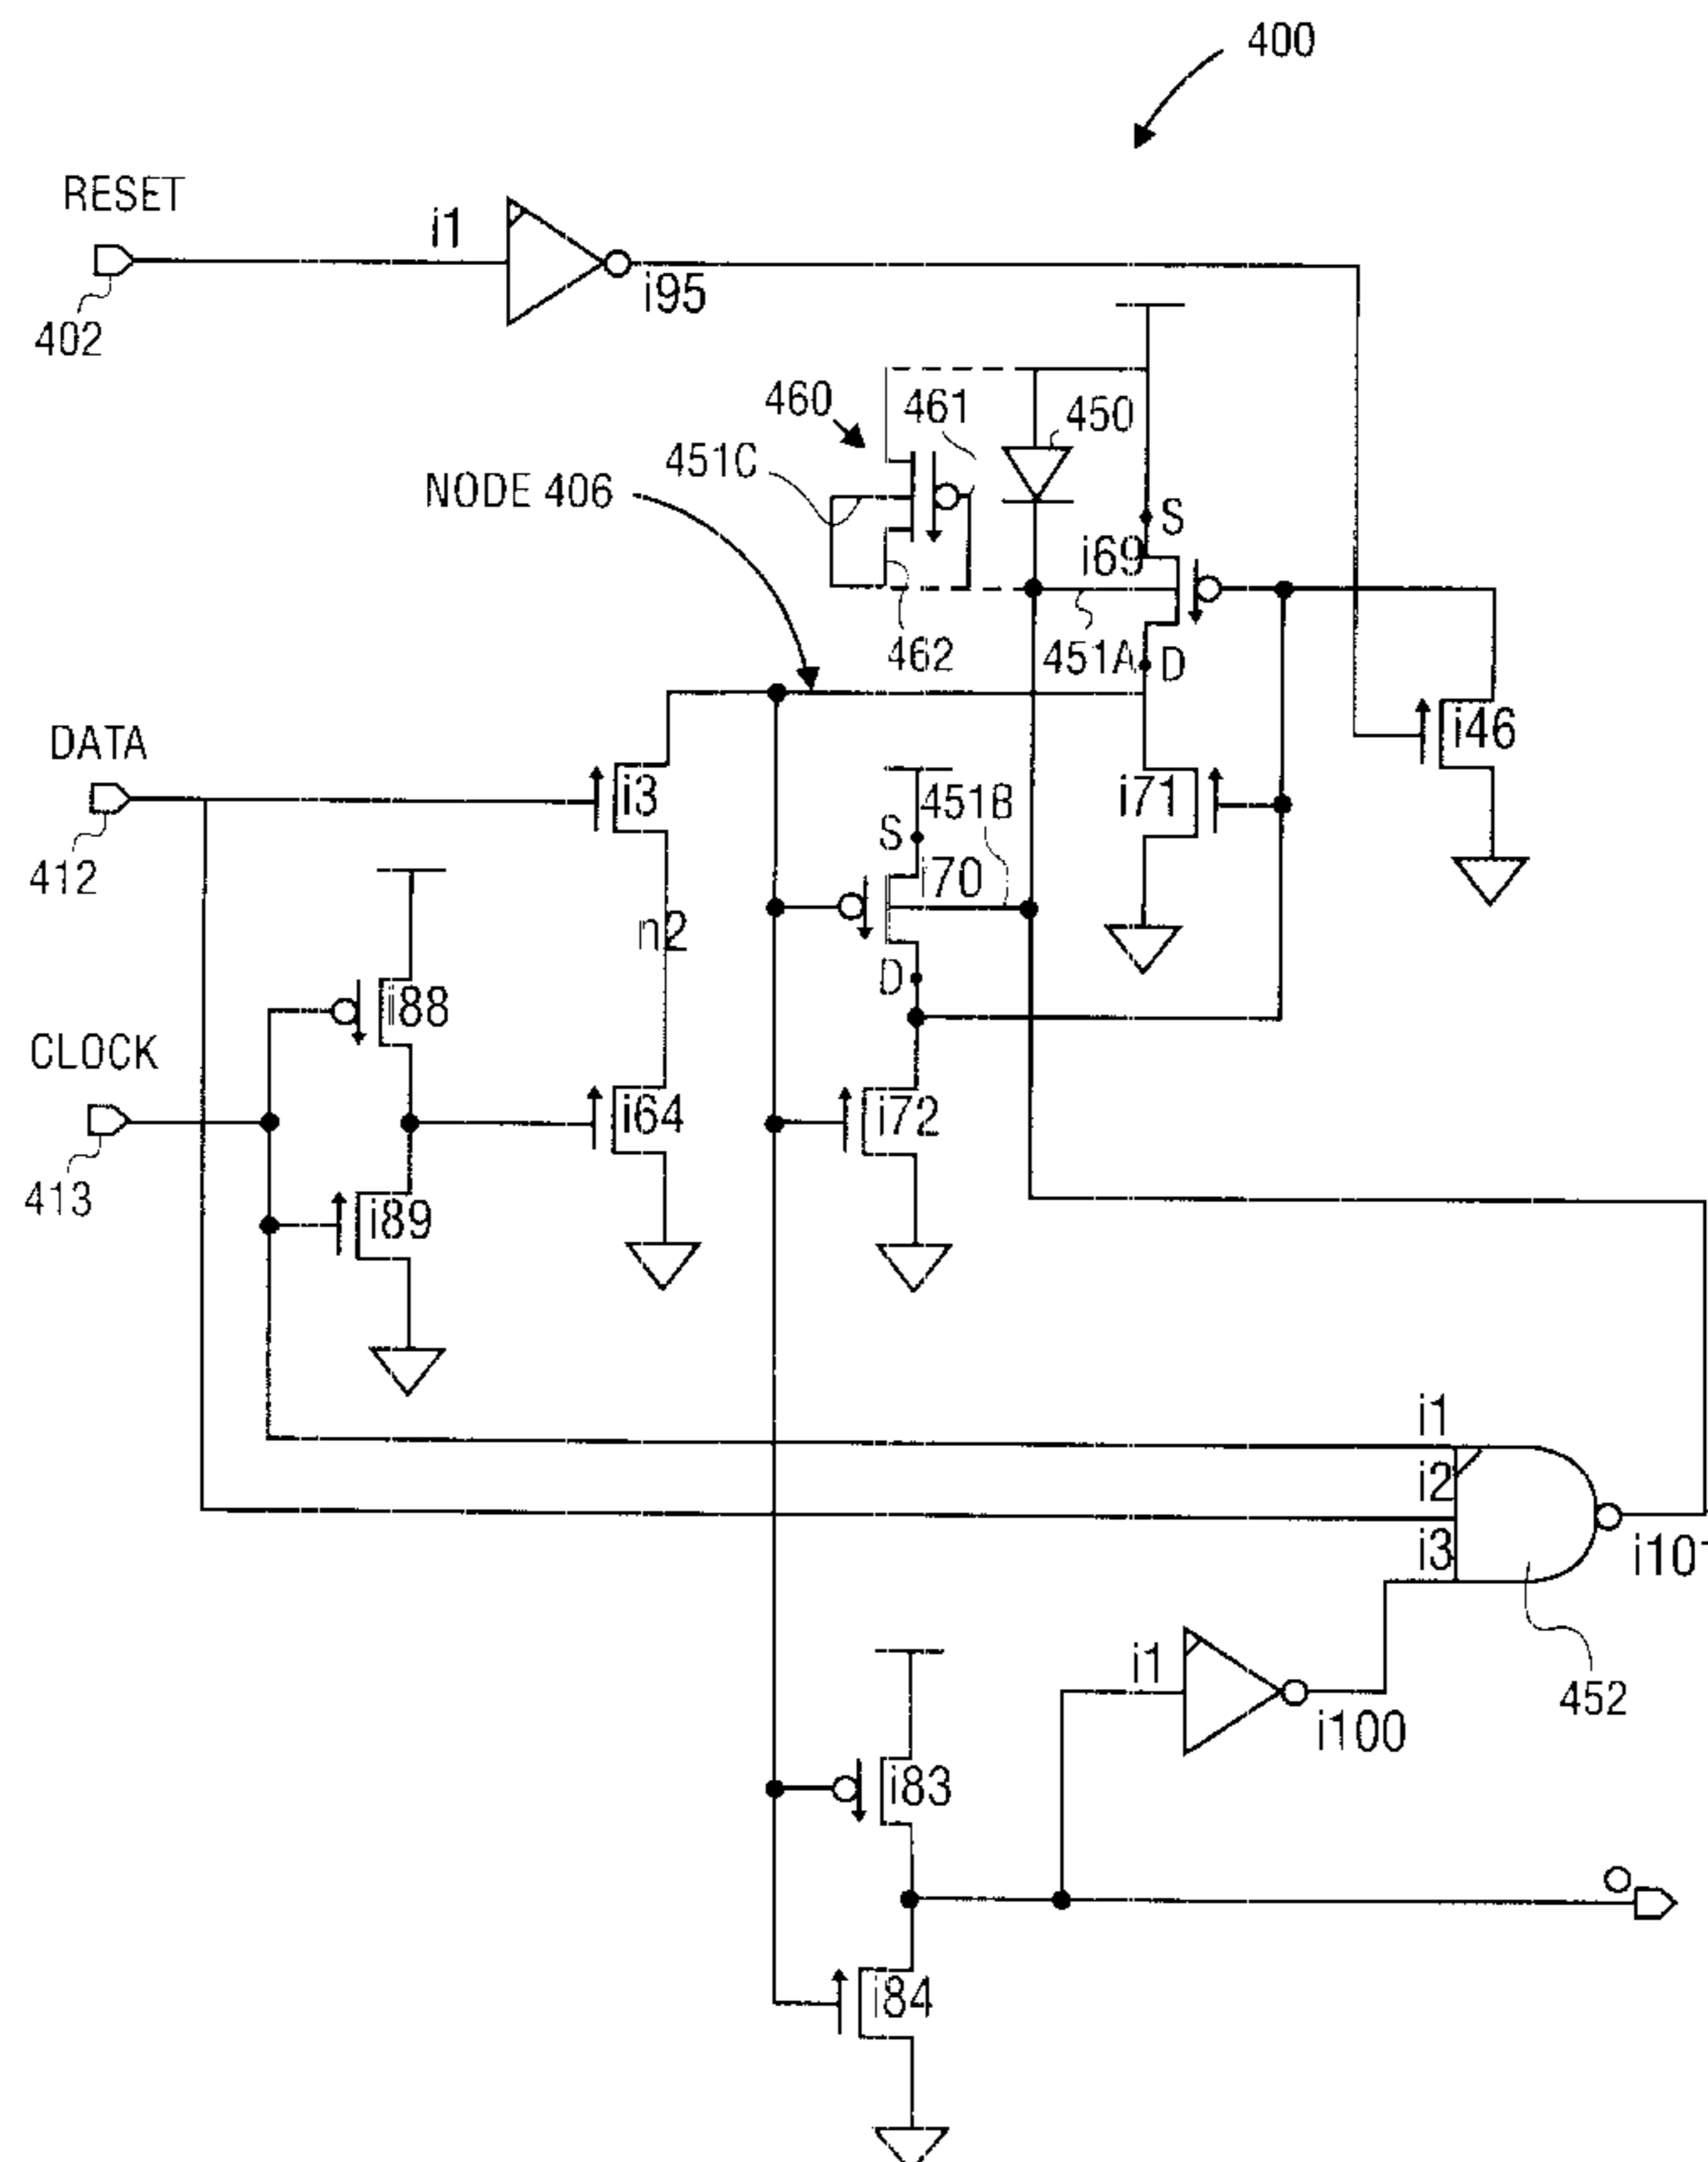 400
RESET
i1
i95
402
460
461
450
451C
NODE 406
S
i69
462
451A
D
DATA
i3
i46
412
451B
i71
S
i70
n2
D
i88
CLOCK
i64
i72
413
i89
i1
i2
i3
i101
452
i1
i100
i83
o
i84